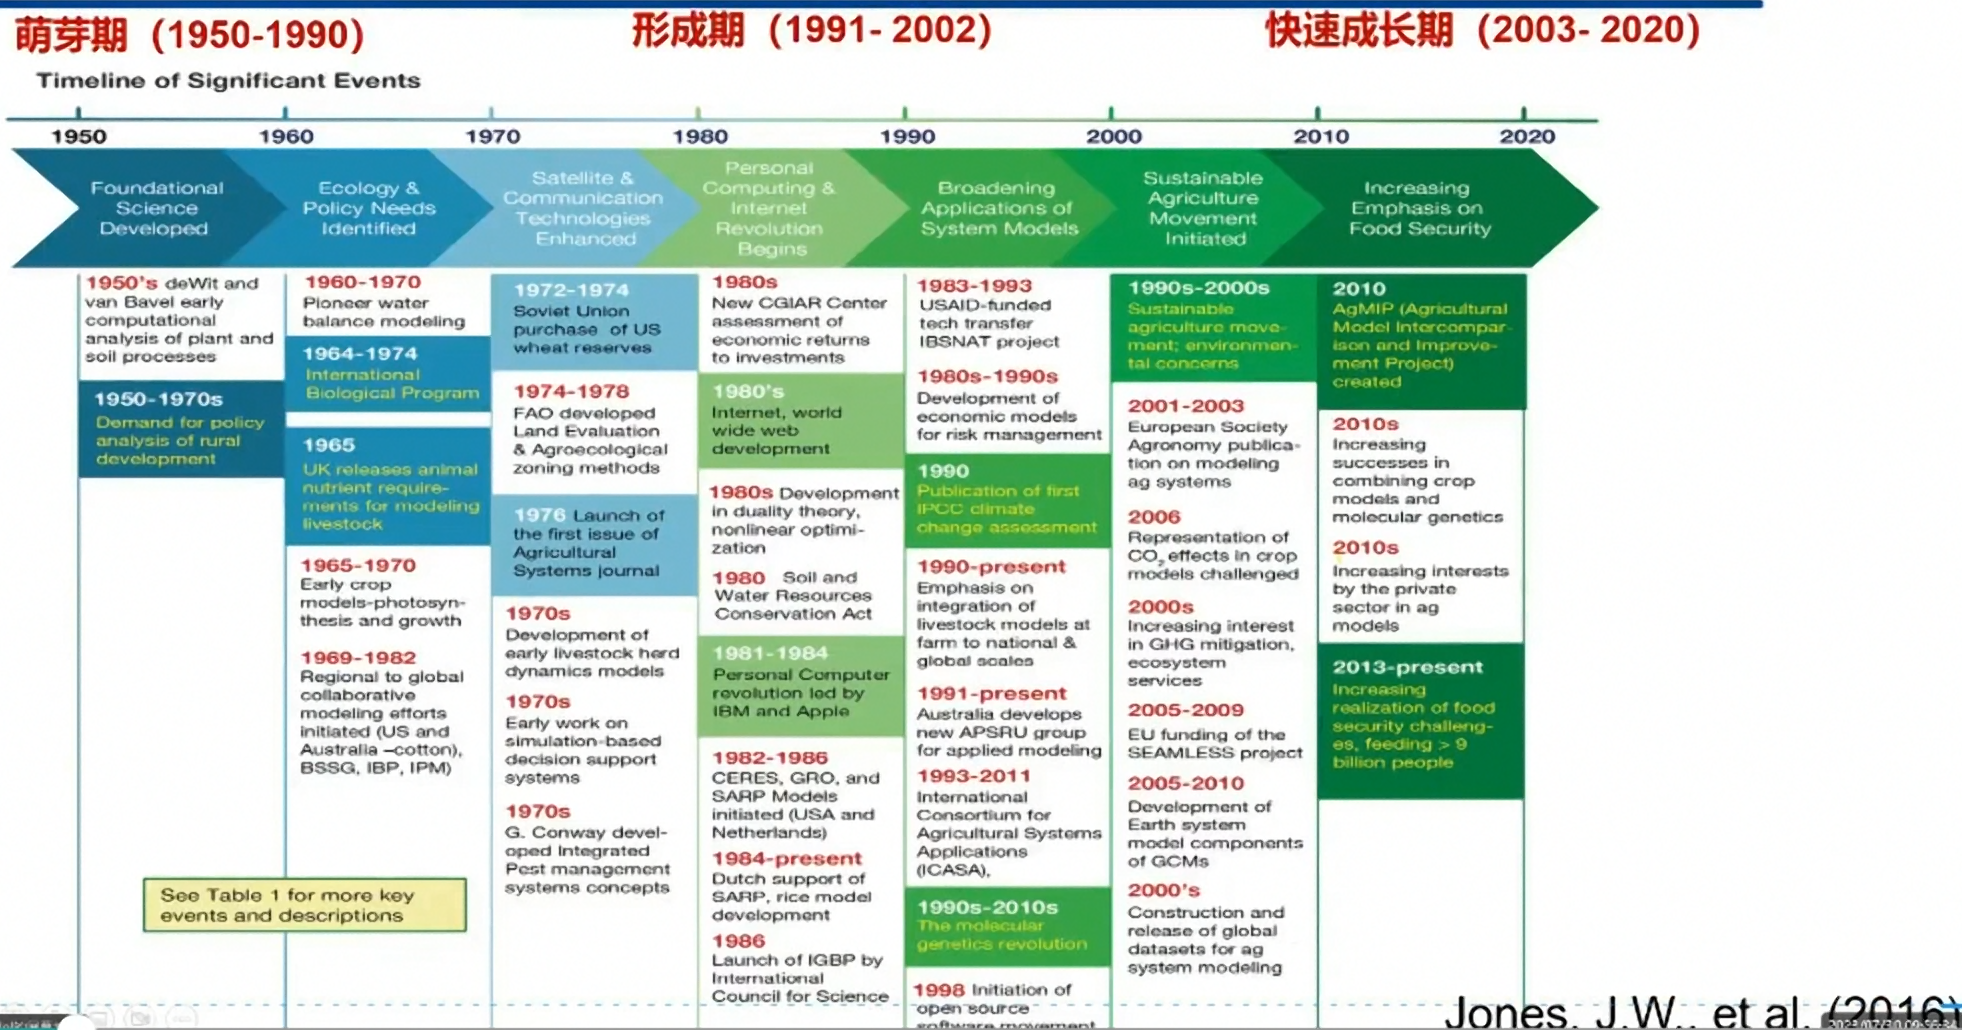 萌芽期（1950-1990）
形成期（1991- 2002）
快速成长期（2003- 2020）
Timeline of Significant Events
1950
1960
1970
1980
1990
2000
2010
2020
Foundational
Science
Developed
Ecology &
Policy Needs
Identified
Satellite &
Communication
Technologies
Enhanced
Personal
Computing &
Internet
Revolution
Begins
Broadening
Applications of
System Models
Sustainable
Agriculture
Movement
Initiated
Increasing
Emphasis on
Food Security
1950's deWit and
van Bavel early
computational
analysis of plant and
soil processes
1950-1970s
Demand for policy
analysis of rural
development
1960-1970
Pioneer water
balance modeling
1964-1974
International
Biological Program
1965
UK releases animal
nutrient require-
ments for modeling
livestock
1965-1970
Early crop
models-photosyn-
thesis and growth
1969-1982
Regional to global
collaborative
modeling efforts
initiated (US and
Australia –cotton),
BSSG, IBP, IPM)
See Table 1 for more key
events and descriptions
1972-1974
Soviet Union
purchase of US
wheat reserves
1974-1978
FAO developed
Land Evaluation
& Agroecological
zoning methods
1976 Launch of
the first issue of
Agricultural
Systems journal
1970s
Development of
early livestock herd
dynamics models
1970s
Early work on
simulation-based
decision support
systems
1970s
G. Conway devel-
oped Integrated
Pest management
systems concepts
1980s
New CGIAR Center
assessment of
economic returns
to investments
1980's
Internet, world
wide web
development
1980s Development
in duality theory,
nonlinear optimi-
zation
1980 Soil and
Water Resources
Conservation Act
1981-1984
Personal Computer
revolution led by
IBM and Apple
1982-1986
CERES, GRO, and
SARP Models
initiated (USA and
Netherlands)
1984-present
Dutch support of
SARP, rice model
development
1986
Launch of IGBP by
International
Council for Science
1983-1993
USAID-funded
tech transfer
IBSNAT project
1980s-1990s
Development of
economic models
for risk management
1990
Publication of first
IPCC climate
change assessment
1990-present
Emphasis on
integration of
livestock models at
farm to national &
global scales
1991-present
Australia develops
new APSRU group
for applied modeling
1993-2011
International
Consortium for
Agricultural Systems
Applications
(ICASA),
1990s-2010s
The molecular
genetics revolution
1998 Initiation of
open source
software movement
1990s-2000s
Sustainable
agriculture move-
ment; environmen-
tal concerns
2001-2003
European Society
Agronomy publica-
tion on modeling
ag systems
2006
Representation of
CO₂ effects in crop
models challenged
2000s
Increasing interest
in GHG mitigation,
ecosystem
services
2005-2009
EU funding of the
SEAMLESS project
2005-2010
Development of
Earth system
model components
of GCMs
2000's
Construction and
release of global
datasets for ag
system modeling
2010
AgMIP (Agricultural
Model Intercompar-
ison and Improve-
ment Project)
created
2010s
Increasing
successes in
combining crop
models and
molecular genetics
2010s
Increasing interests
by the private
sector in ag
models
2013-present
Increasing
realization of food
security challeng-
es, feeding > 9
billion people
Jones, J.W., et al. (2016)